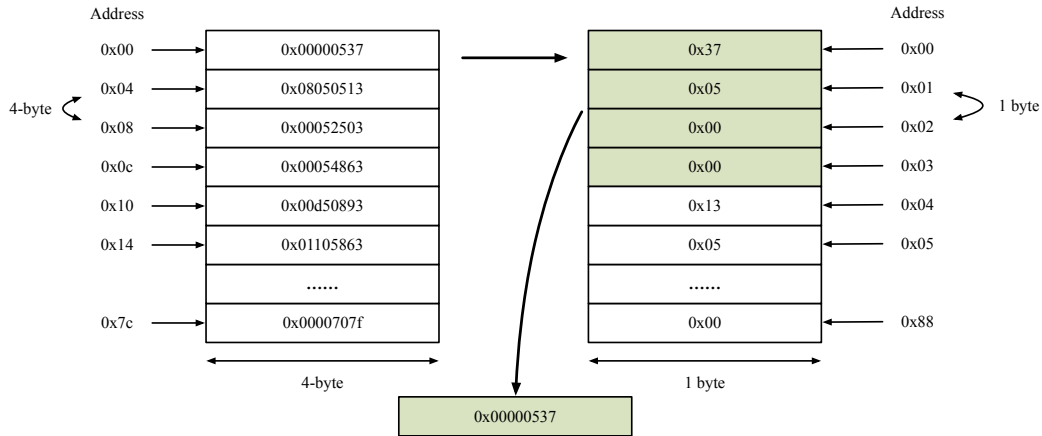 Address Address
0x00 0x00000537 0x37 0x00
0x04 0x08050513 0x05 0x01
4-byte 1 byte
0x08 0x00052503 0x00 0x02
0x0c 0x00054863 0x00 0x03
0x10 0x00d50893 0x13 0x04
0x14 0x01105863 0x05 0x05
...... ......
0x7c 0x0000707f 0x00 0x88
4-byte 1 byte
0x00000537